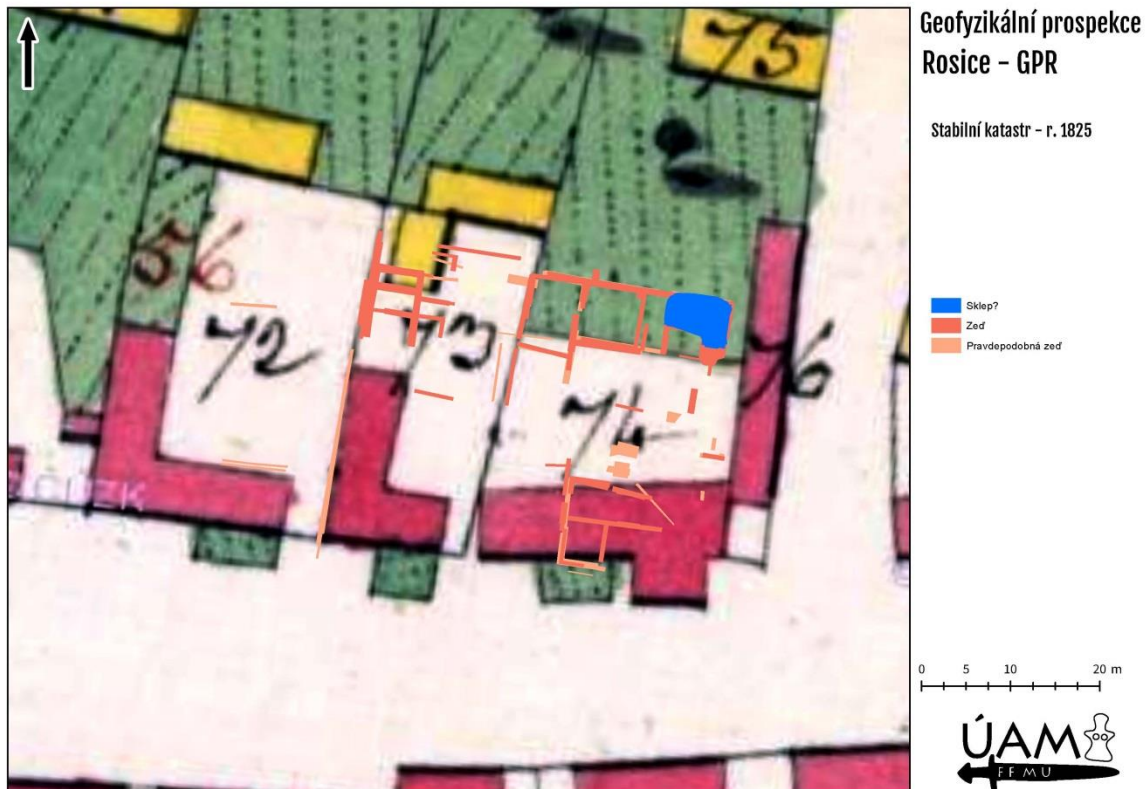 Geofyzikální prospekce
Rosice - GPR
Stabilní katastr - r. 1825
75
56
72
73
74
76
Sklep?
Zeď
Pravdepodobná zeď
0 5 10 20 m
ÚAM
FF MU